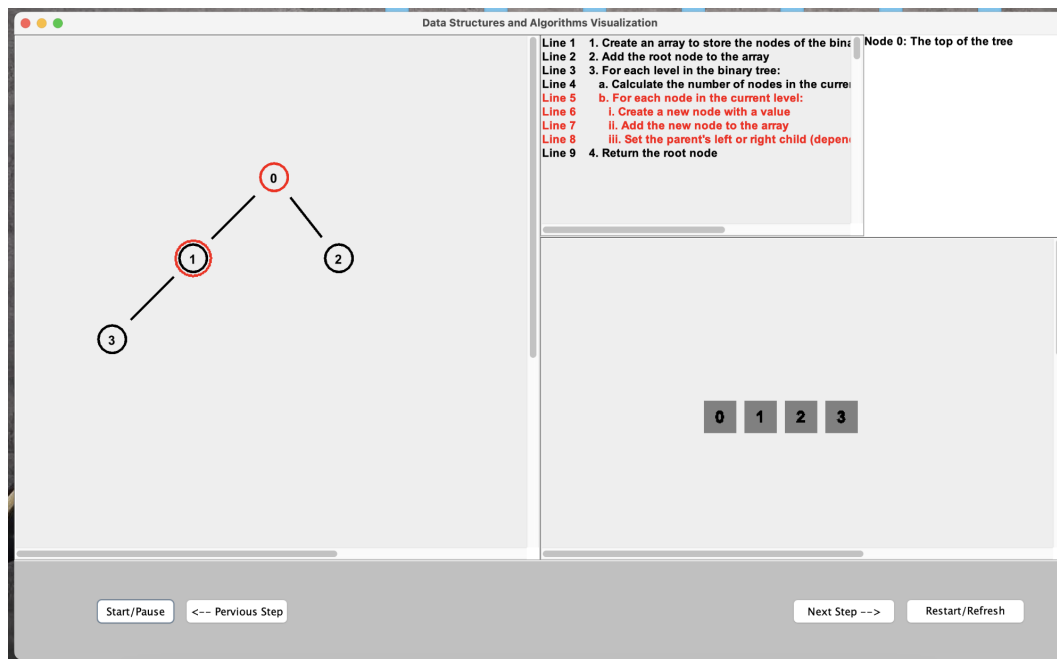 Data Structures and Algorithms Visualization
Line 1 1. Create an array to store the nodes of the bina
Line 2 2. Add the root node to the array
Line 3 3. For each level in the binary tree:
Line 4 a. Calculate the number of nodes in the curre
Line 5 b. For each node in the current level:
Line 6 i. Create a new node with a value
Line 7 ii. Add the new node to the array
Line 8 iii. Set the parent's left or right child (depen
Line 9 4. Return the root node
Node 0: The top of the tree
0
1 2
3
0 1 2 3
Start/Pause
<-- Pervious Step
Next Step -->
Restart/Refresh